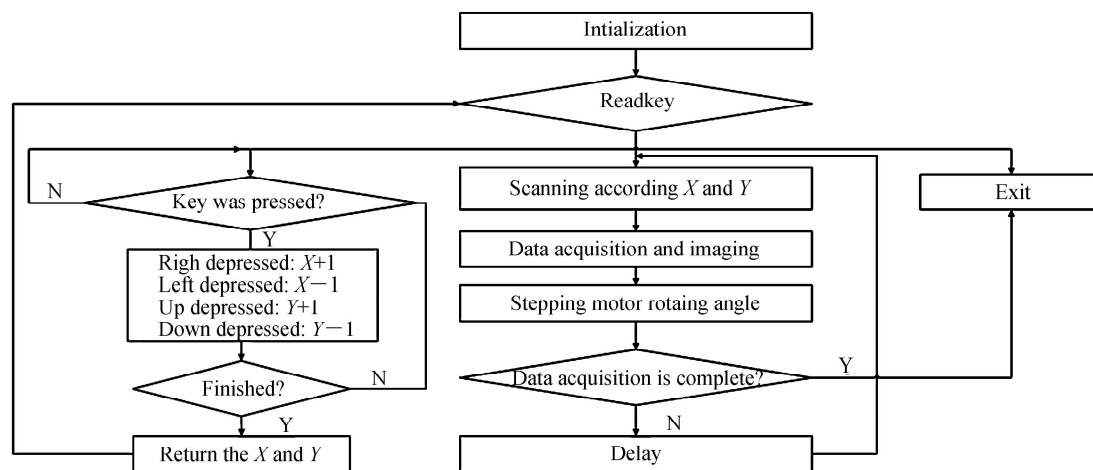 Intialization
Readkey
N
Key was pressed?
Y
Righ depressed: X+1
Left depressed: X−1
Up depressed: Y+1
Down depressed: Y−1
Finished?
N
Y
Return the X and Y
Scanning according X and Y
Data acquisition and imaging
Stepping motor rotaing angle
Data acquisition is complete?
Y
N
Delay
Exit